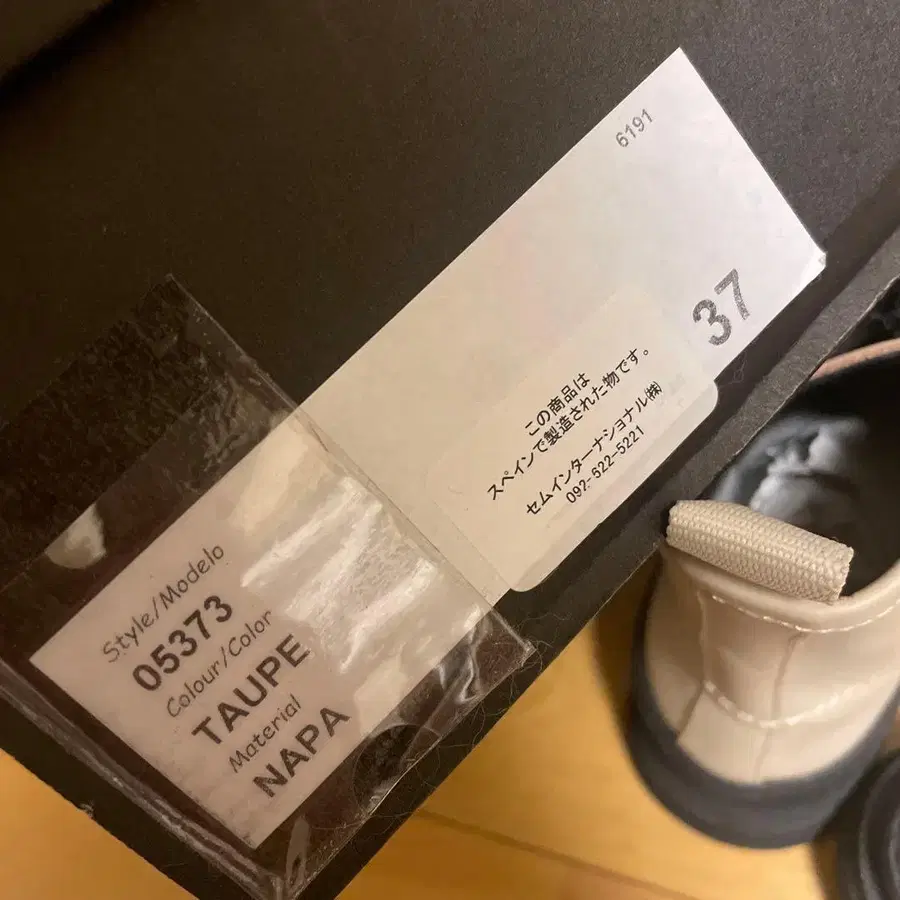 6191
37
この商品は
スペインで製造された物です。
セムインターナショナル㈱
092-522-5221
Style/Modelo
05373
Colour/Color
TAUPE
Material
NAPA